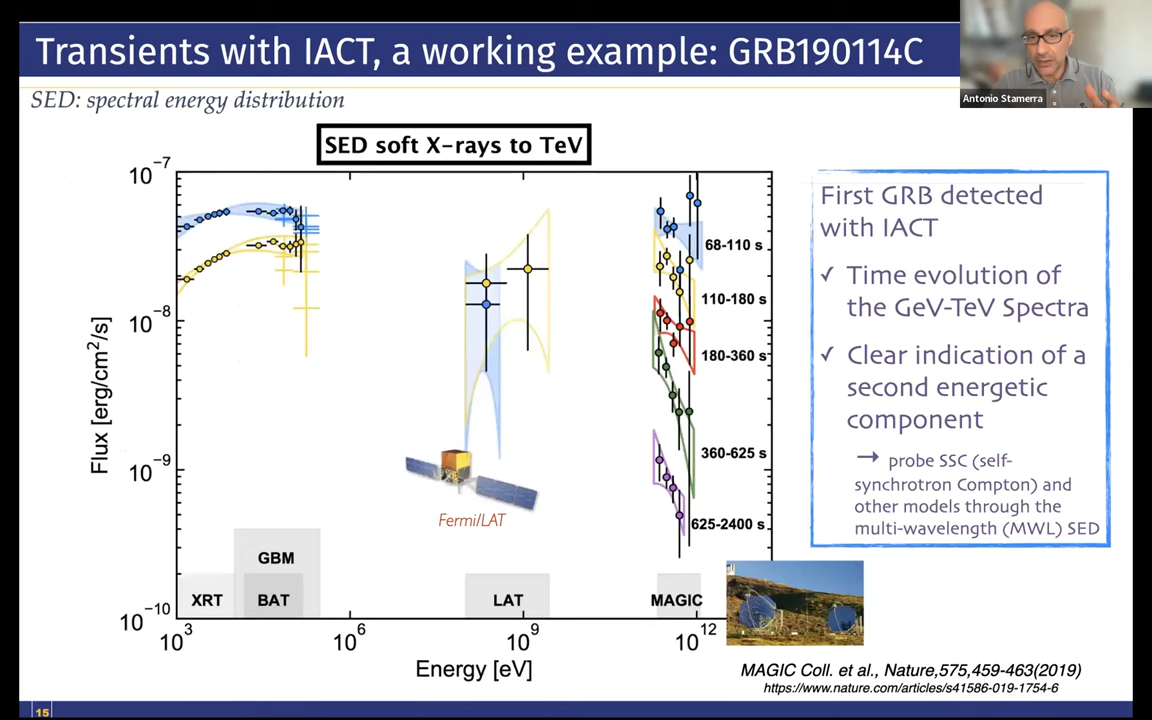 Transients with IACT, a working example: GRB190114C
Antonio Stamerra
SED: spectral energy distribution
SED soft X-rays to TeV
Flux [erg/cm²/s]
10⁻⁷
10⁻⁸
10⁻⁹
10⁻¹⁰
68-110 s
110-180 s
180-360 s
360-625 s
625-2400 s
Fermi/LAT
GBM
XRT
BAT
LAT
MAGIC
10³
10⁶
10⁹
10¹²
Energy [eV]
First GRB detected
with IACT
✓ Time evolution of
the GeV-TeV Spectra
✓ Clear indication of a
second energetic
component
→ probe SSC (self-
synchrotron Compton) and
other models through the
multi-wavelength (MWL) SED
MAGIC Coll. et al., Nature,575,459-463(2019)
https://www.nature.com/articles/s41586-019-1754-6
15